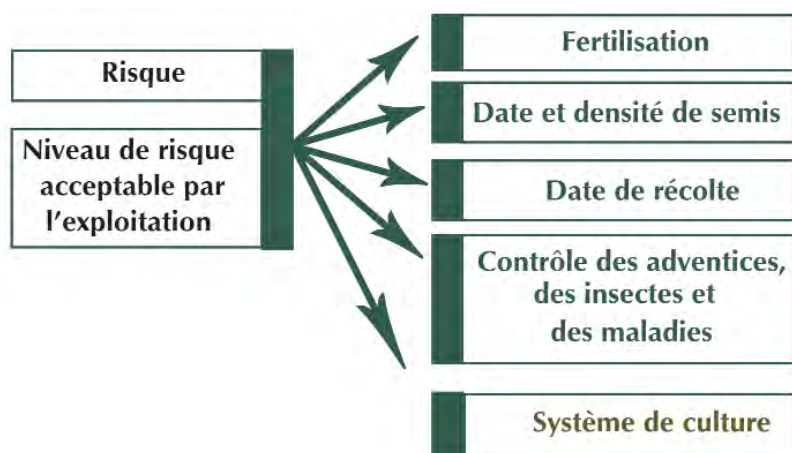 Risque
Niveau de risque
acceptable par
l'exploitation
Fertilisation
Date et densité de semis
Date de récolte
Contrôle des adventices,
des insectes et
des maladies
Système de culture